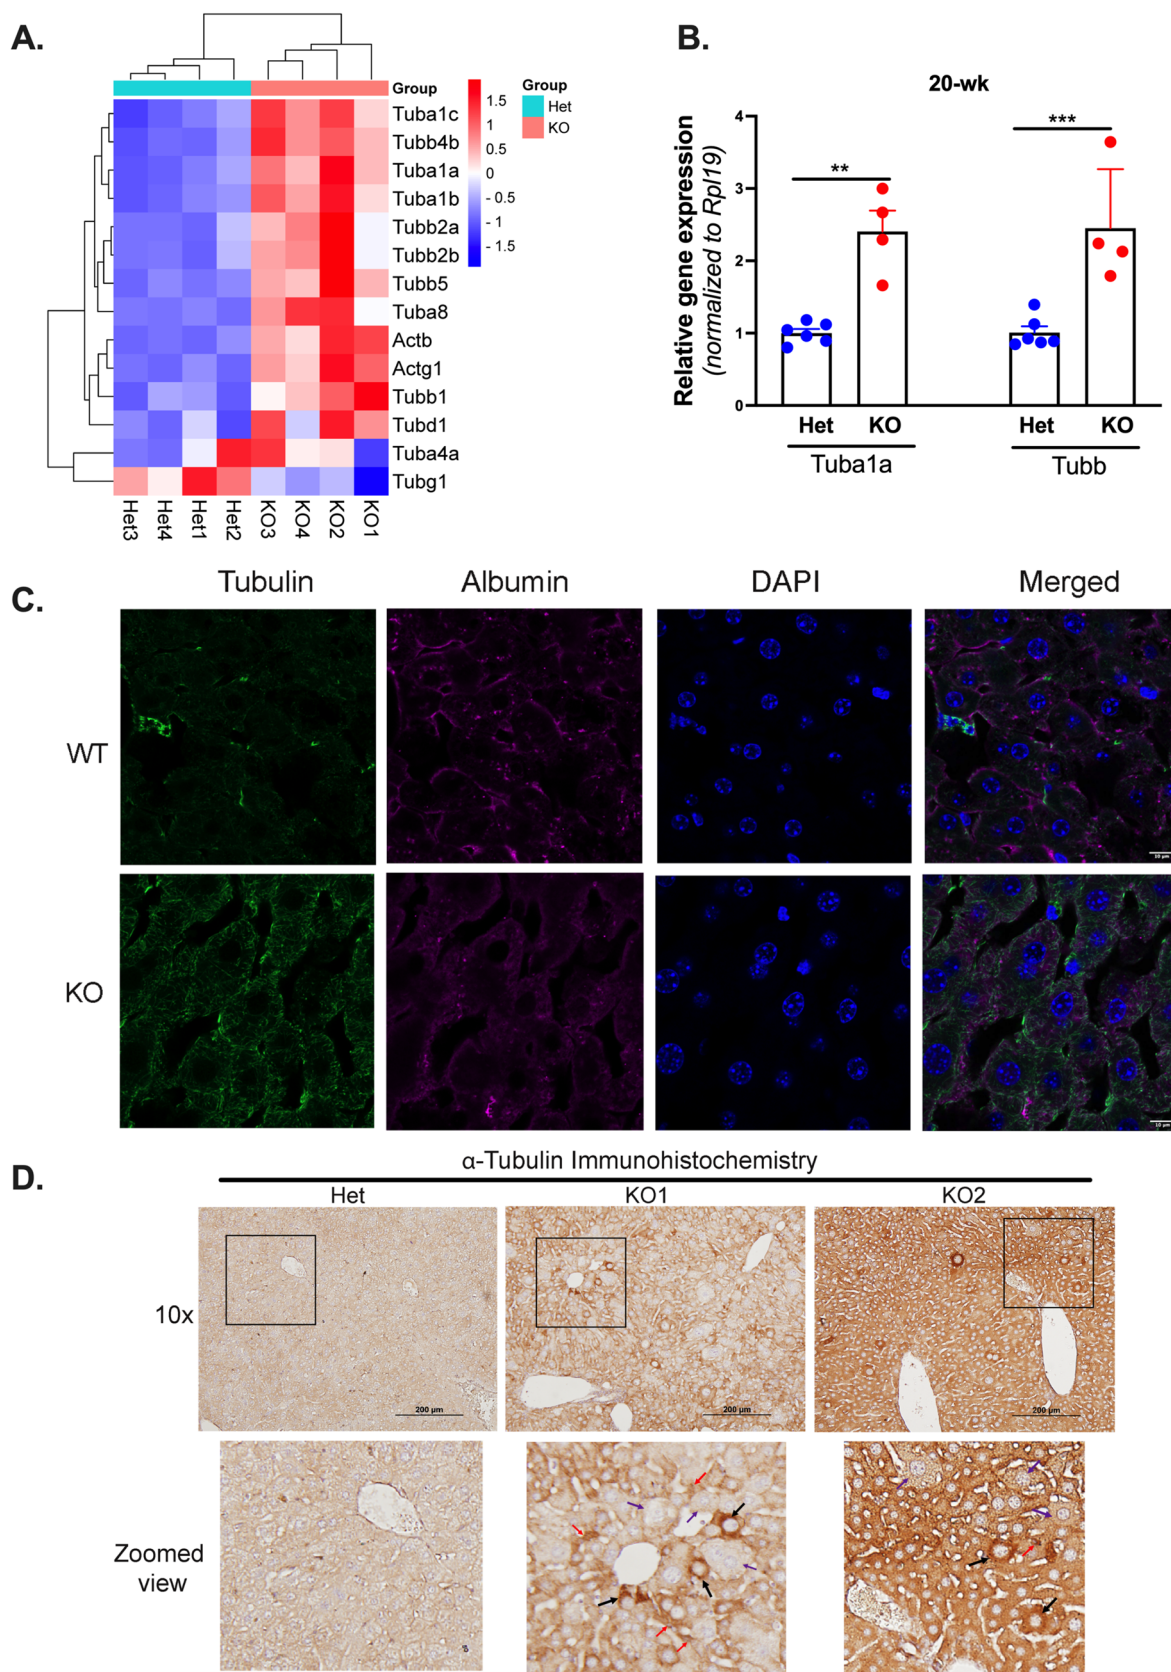 A.
Group
Tuba1c
Tubb4b
Tuba1a
Tuba1b
Tubb2a
Tubb2b
Tubb5
Tuba8
Actb
Actg1
Tubb1
Tubd1
Tuba4a
Tubg1
1.5
1
0.5
0
- 0.5
- 1
- 1.5
Group
Het
KO
Het3
Het4
Het1
Het2
KO3
KO4
KO2
KO1
B.
20-wk
Relative gene expression
(normalized to Rpl19)
4
3
2
1
0
**
***
Het KO Het KO
Tuba1a Tubb
C.
Tubulin Albumin DAPI Merged
WT
10 µm
KO
10 µm
D.
α-Tubulin Immunohistochemistry
Het KO1 KO2
10x
200 µm 200 µm 200 µm
Zoomed
view